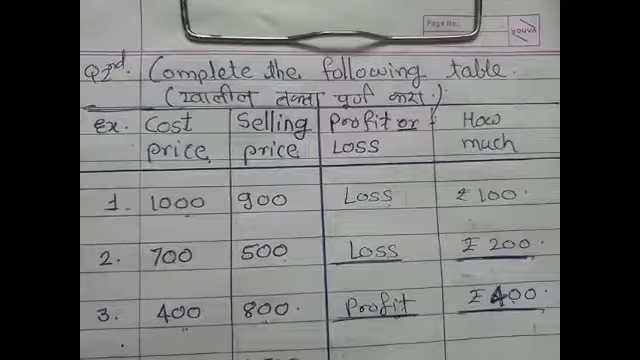 Page No.:
YOUVA
Q2nd. Complete the following table.
(खालील तक्ता पूर्ण करा.)
Ex. Cost price Selling price Profit or Loss How much
1. 1000 900 Loss ₹ 100.
2. 700 500 Loss ₹ 200.
3. 400 800. Profit ₹ 400.